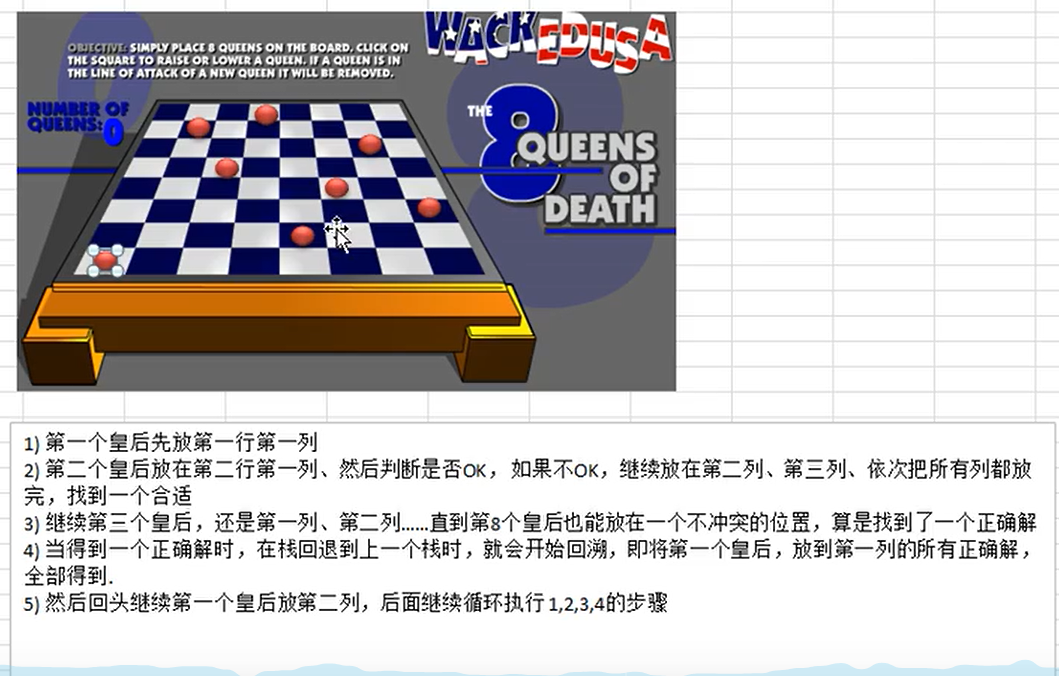 WACKEDUSA
OBJECTIVE: SIMPLY PLACE 8 QUEENS ON THE BOARD. CLICK ON
THE SQUARE TO RAISE OR LOWER A QUEEN. IF A QUEEN IS IN
THE LINE OF ATTACK OF A NEW QUEEN IT WILL BE REMOVED.
NUMBER OF
QUEENS: 0
THE 8
QUEENS
OF
DEATH
1) 第一个皇后先放第一行第一列
2) 第二个皇后放在第二行第一列、然后判断是否OK，如果不OK，继续放在第二列、第三列、依次把所有列都放
完，找到一个合适
3) 继续第三个皇后，还是第一列、第二列……直到第8个皇后也能放在一个不冲突的位置，算是找到了一个正确解
4) 当得到一个正确解时，在栈回退到上一个栈时，就会开始回溯，即将第一个皇后，放到第一列的所有正确解，
全部得到.
5) 然后回头继续第一个皇后放第二列，后面继续循环执行 1,2,3,4的步骤